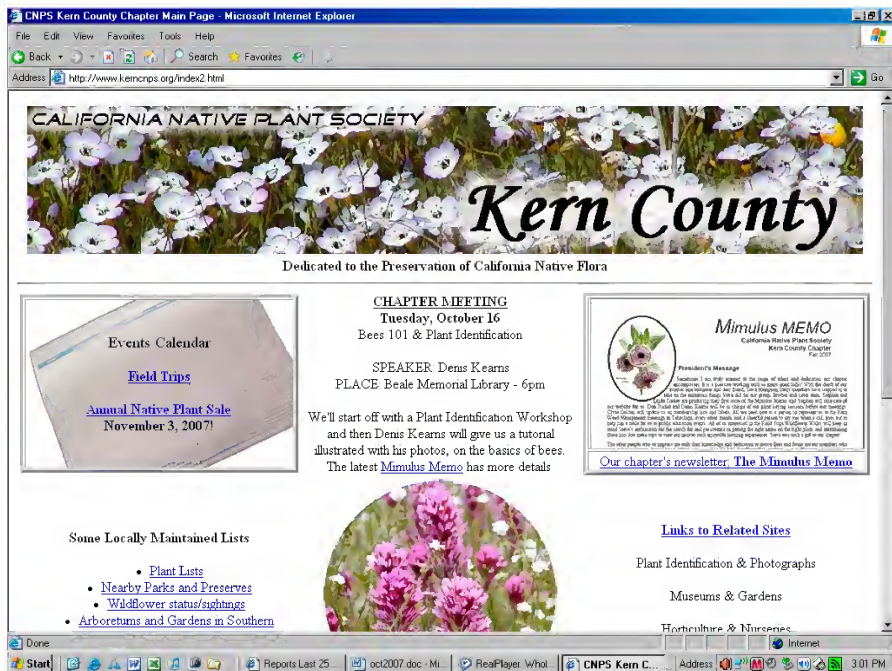 CNPS Kern County Chapter Main Page - Microsoft Internet Explorer
File Edit View Favorites Tools Help
Back Search Favorites
Address http://www.kerncnps.org/index2.html Go
CALIFORNIA NATIVE PLANT SOCIETY
Kern County
Dedicated to the Preservation of California Native Flora
Events Calendar
Field Trips
Annual Native Plant Sale
November 3, 2007!
CHAPTER MEETING
Tuesday, October 16
Bees 101 & Plant Identification
SPEAKER: Denis Kearns
PLACE: Beale Memorial Library - 6pm
We'll start off with a Plant Identification Workshop
and then Denis Kearns will give us a tutorial
illustrated with his photos, on the basics of bees.
The latest Mimulus Memo has more details
Mimulus MEMO
California Native Plant Society
Kern County Chapter
Fall 2007
President's Message
Our chapter's newsletter, The Mimulus Memo
Some Locally Maintained Lists
Plant Lists
Nearby Parks and Preserves
Wildflower status/sightings
Arboretums and Gardens in Southern
Links to Related Sites
Plant Identification & Photographs
Museums & Gardens
Horticulture & Nurseries
Done Internet
Start Reports Last 25... oct2007.doc - Mi... RealPlayer: Whol... CNPS Kern C... Address 3:01 PM